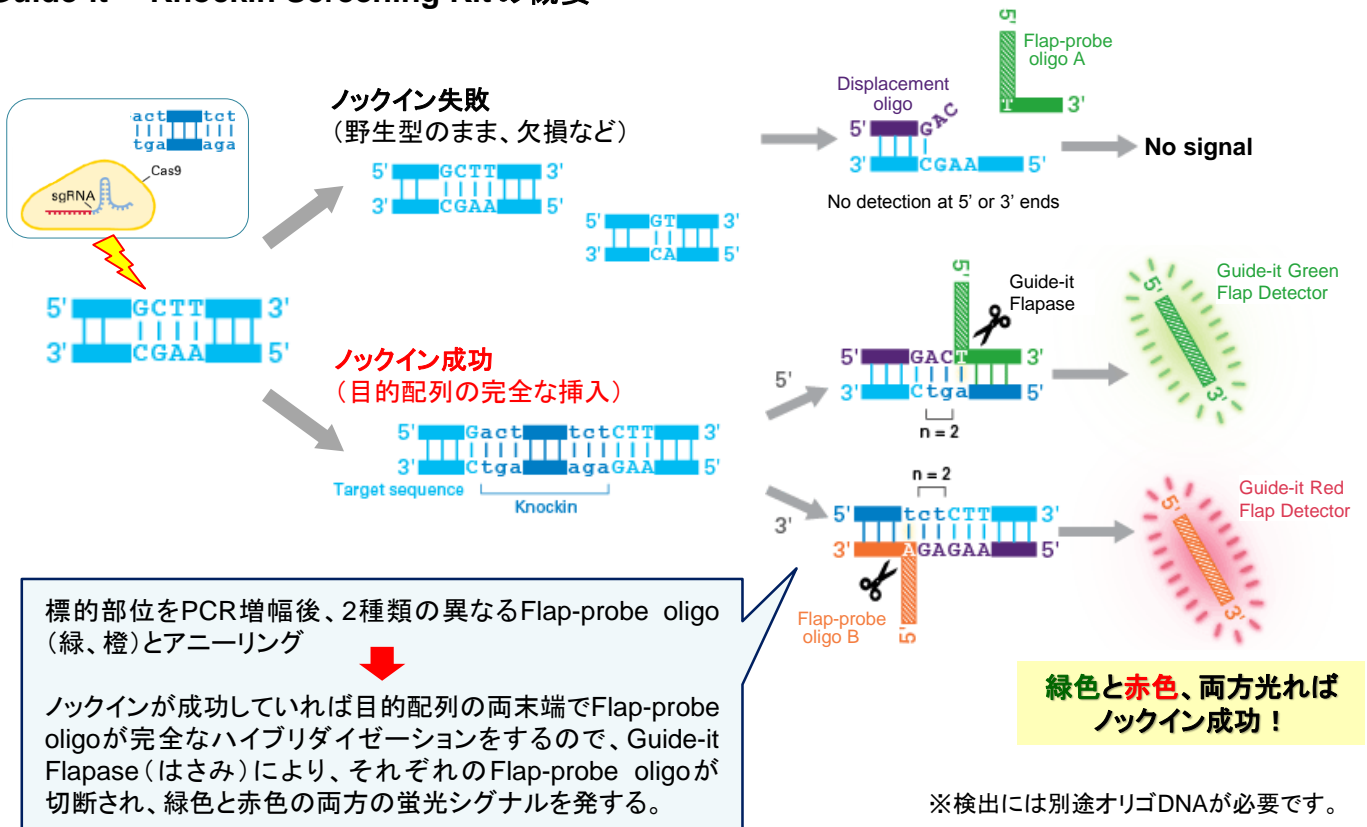 Knockin Screening Kitの概要
act tct
tga aga
Cas9
sgRNA
5' GCTT 3'
3' CGAA 5'
ノックイン失敗
（野生型のまま、欠損など）
5' GCTT 3'
3' CGAA 5'
5' GT 3'
3' CA 5'
Displacement
oligo
5' GAC
3' CGAA 5'
5'
Flap-probe
oligo A
T 3'
No detection at 5' or 3' ends
No signal
ノックイン成功
（目的配列の完全な挿入）
5' Gact tctCTT 3'
3' Ctga agaGAA 5'
Target sequence
Knockin
5'
5'
Guide-it
Flapase
5' GACT 3'
3' Ctga 5'
n = 2
Guide-it Green
Flap Detector
5'
3'
3'
n = 2
5' tctCTT 3'
3' AGAGAA 5'
Flap-probe
oligo B
5'
Guide-it Red
Flap Detector
5'
3'
標的部位をPCR増幅後、2種類の異なるFlap-probe oligo
（緑、橙）とアニーリング
ノックインが成功していれば目的配列の両末端でFlap-probe
oligoが完全なハイブリダイゼーションをするので、Guide-it
Flapase（はさみ）により、それぞれのFlap-probe oligoが
切断され、緑色と赤色の両方の蛍光シグナルを発する。
緑色と赤色、両方光れば
ノックイン成功！
※検出には別途オリゴDNAが必要です。